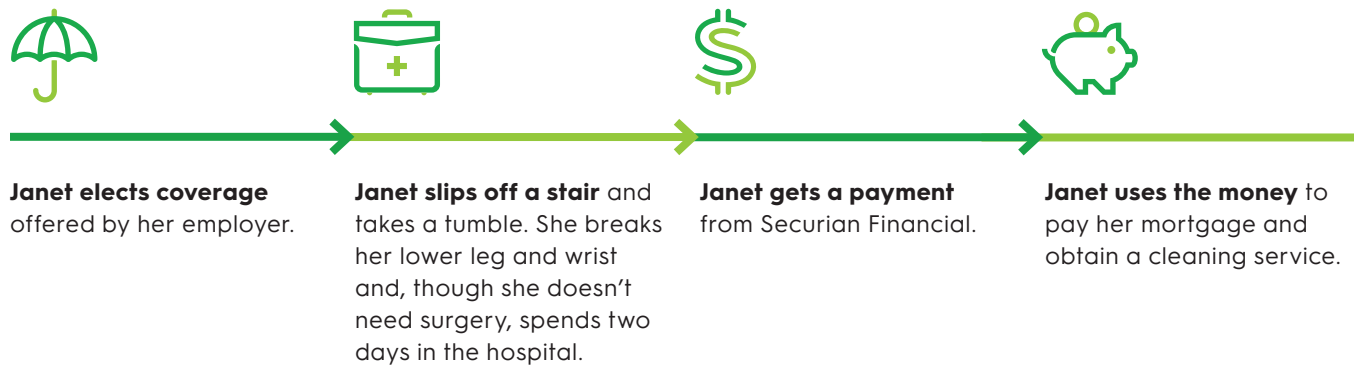 Janet elects coverage
offered by her employer.
Janet slips off a stair and
takes a tumble. She breaks
her lower leg and wrist
and, though she doesn’t
need surgery, spends two
days in the hospital.
Janet gets a payment
from Securian Financial.
Janet uses the money to
pay her mortgage and
obtain a cleaning service.